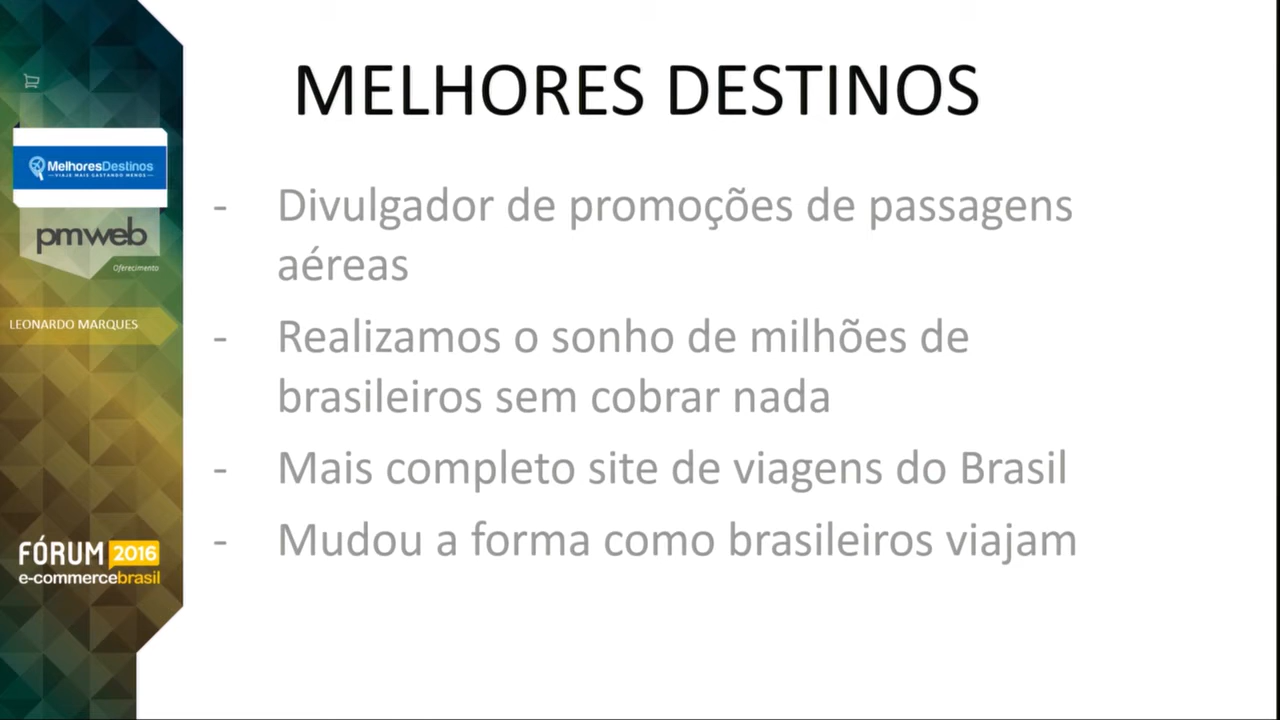 MELHORES DESTINOS
MelhoresDestinos
VIAJE MAIS GASTANDO MENOS
pmweb
Oferecimento
LEONARDO MARQUES
- Divulgador de promoções de passagens
aéreas
- Realizamos o sonho de milhões de
brasileiros sem cobrar nada
- Mais completo site de viagens do Brasil
- Mudou a forma como brasileiros viajam
FÓRUM 2016
e-commercebrasil